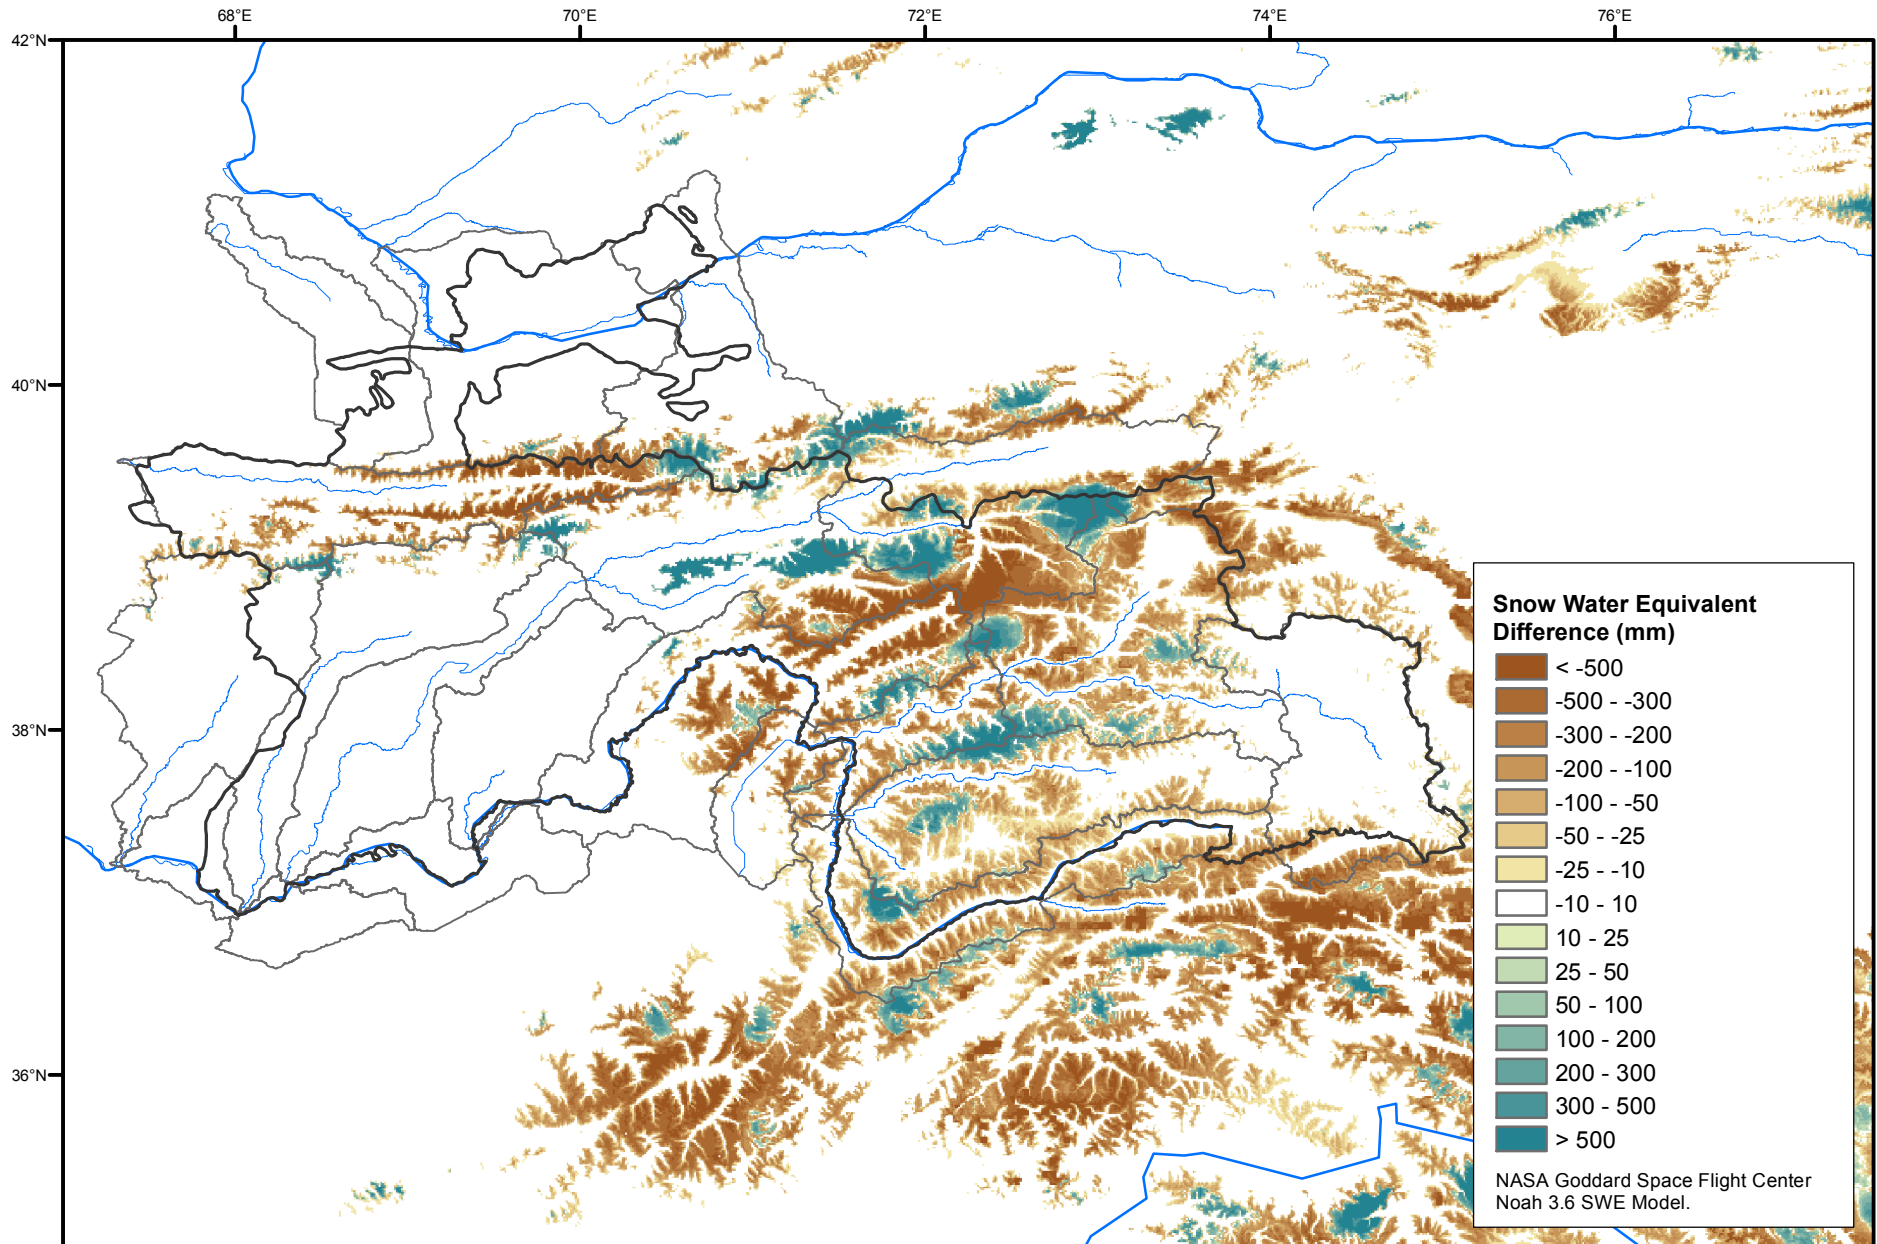 68°E 70°E 72°E 74°E 76°E
42°N
40°N
38°N
36°N
Snow Water Equivalent
Difference (mm)
< -500
-500 - -300
-300 - -200
-200 - -100
-100 - -50
-50 - -25
-25 - -10
-10 - 10
10 - 25
25 - 50
50 - 100
100 - 200
200 - 300
300 - 500
> 500
NASA Goddard Space Flight Center
Noah 3.6 SWE Model.